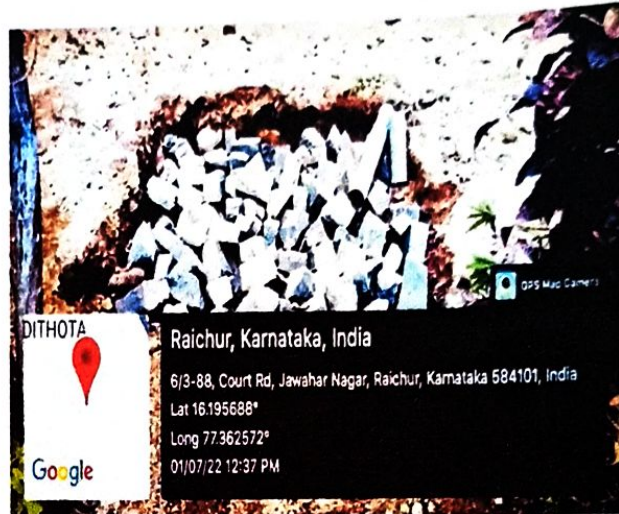 GPS Map Camera
DITHOTA
Google
Raichur, Karnataka, India
6/3-88, Court Rd, Jawahar Nagar, Raichur, Karnataka 584101, India
Lat 16.195688°
Long 77.362572°
01/07/22 12:37 PM